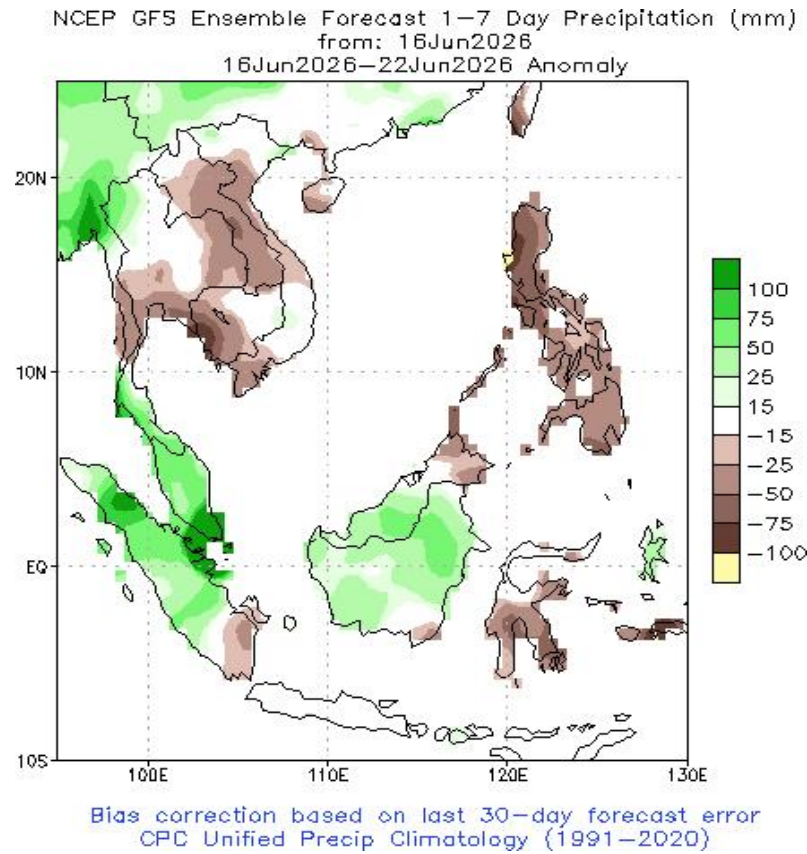 NCEP GFS Ensemble Forecast 1–7 Day Precipitation (mm)
from: 16Jun2026
16Jun2026–22Jun2026 Anomaly
20N
10N
EQ
10S
100E
110E
120E
130E
100
75
50
25
15
−15
−25
−50
−75
−100
Bias correction based on last 30–day forecast error
CPC Unified Precip Climatology (1991–2020)